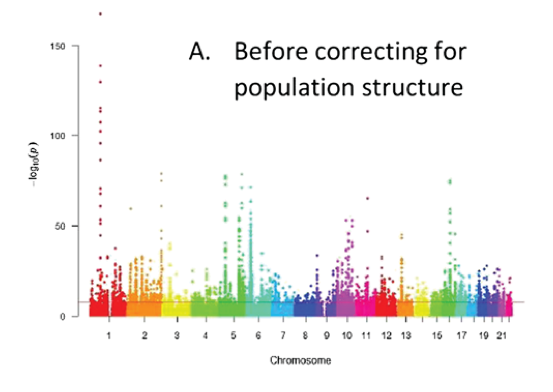 A. Before correcting for
population structure
150
100
50
0
-log10(p)
1 2 3 4 5 6 7 8 9 10 11 12 13 15 17 19 21
Chromosome